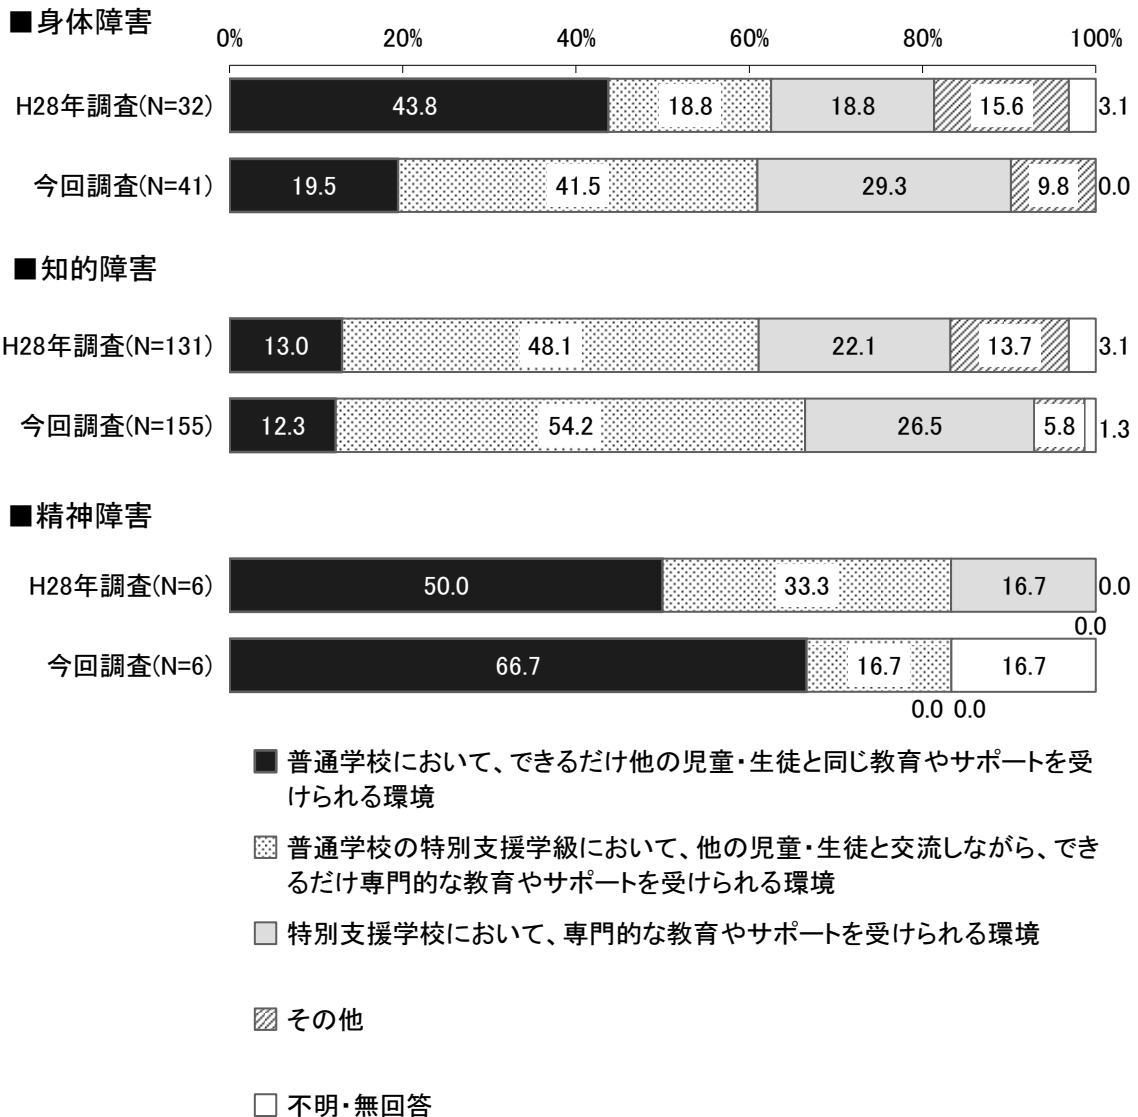 ■身体障害
0% 20% 40% 60% 80% 100%
H28年調査(N=32) 43.8 18.8 18.8 15.6 3.1
今回調査(N=41) 19.5 41.5 29.3 9.8 0.0
■知的障害
H28年調査(N=131) 13.0 48.1 22.1 13.7 3.1
今回調査(N=155) 12.3 54.2 26.5 5.8 1.3
■精神障害
H28年調査(N=6) 50.0 33.3 16.7 0.0
0.0
今回調査(N=6) 66.7 16.7 16.7
0.0 0.0
普通学校において、できるだけ他の児童・生徒と同じ教育やサポートを受
けられる環境
普通学校の特別支援学級において、他の児童・生徒と交流しながら、でき
るだけ専門的な教育やサポートを受けられる環境
特別支援学校において、専門的な教育やサポートを受けられる環境
その他
不明・無回答